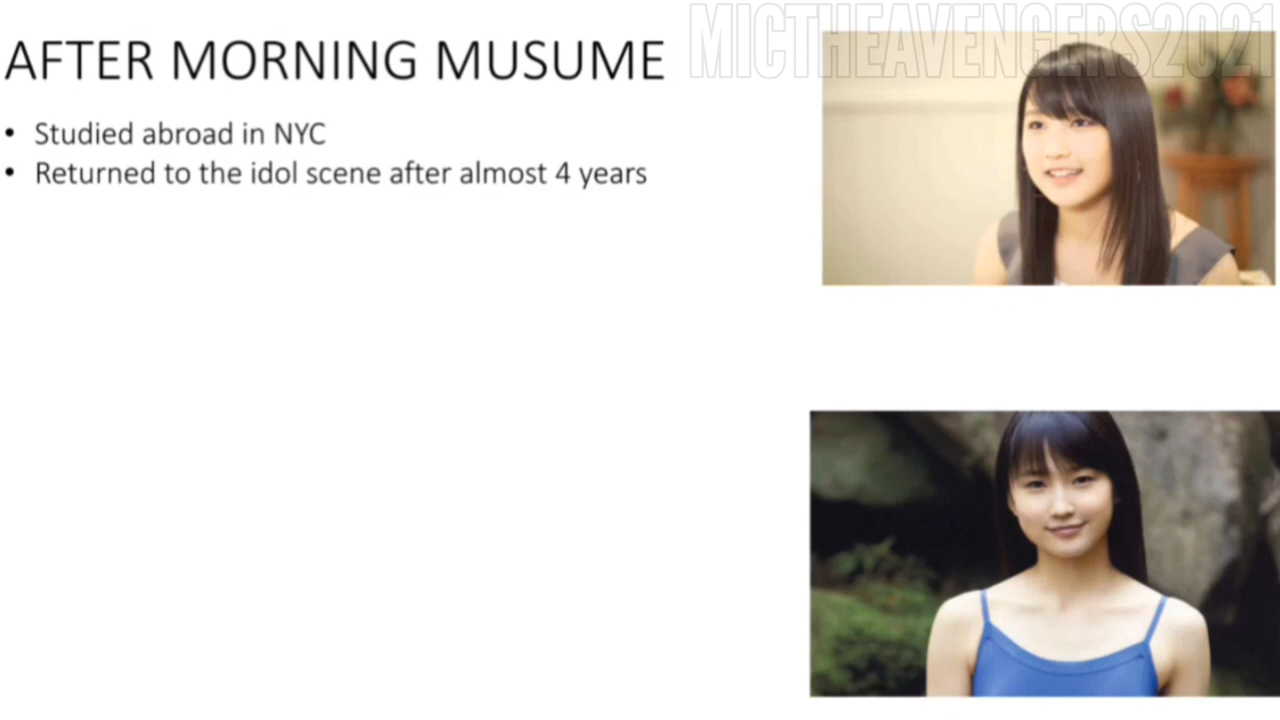 MICTHEAVENGERS2021
AFTER MORNING MUSUME
• Studied abroad in NYC
• Returned to the idol scene after almost 4 years